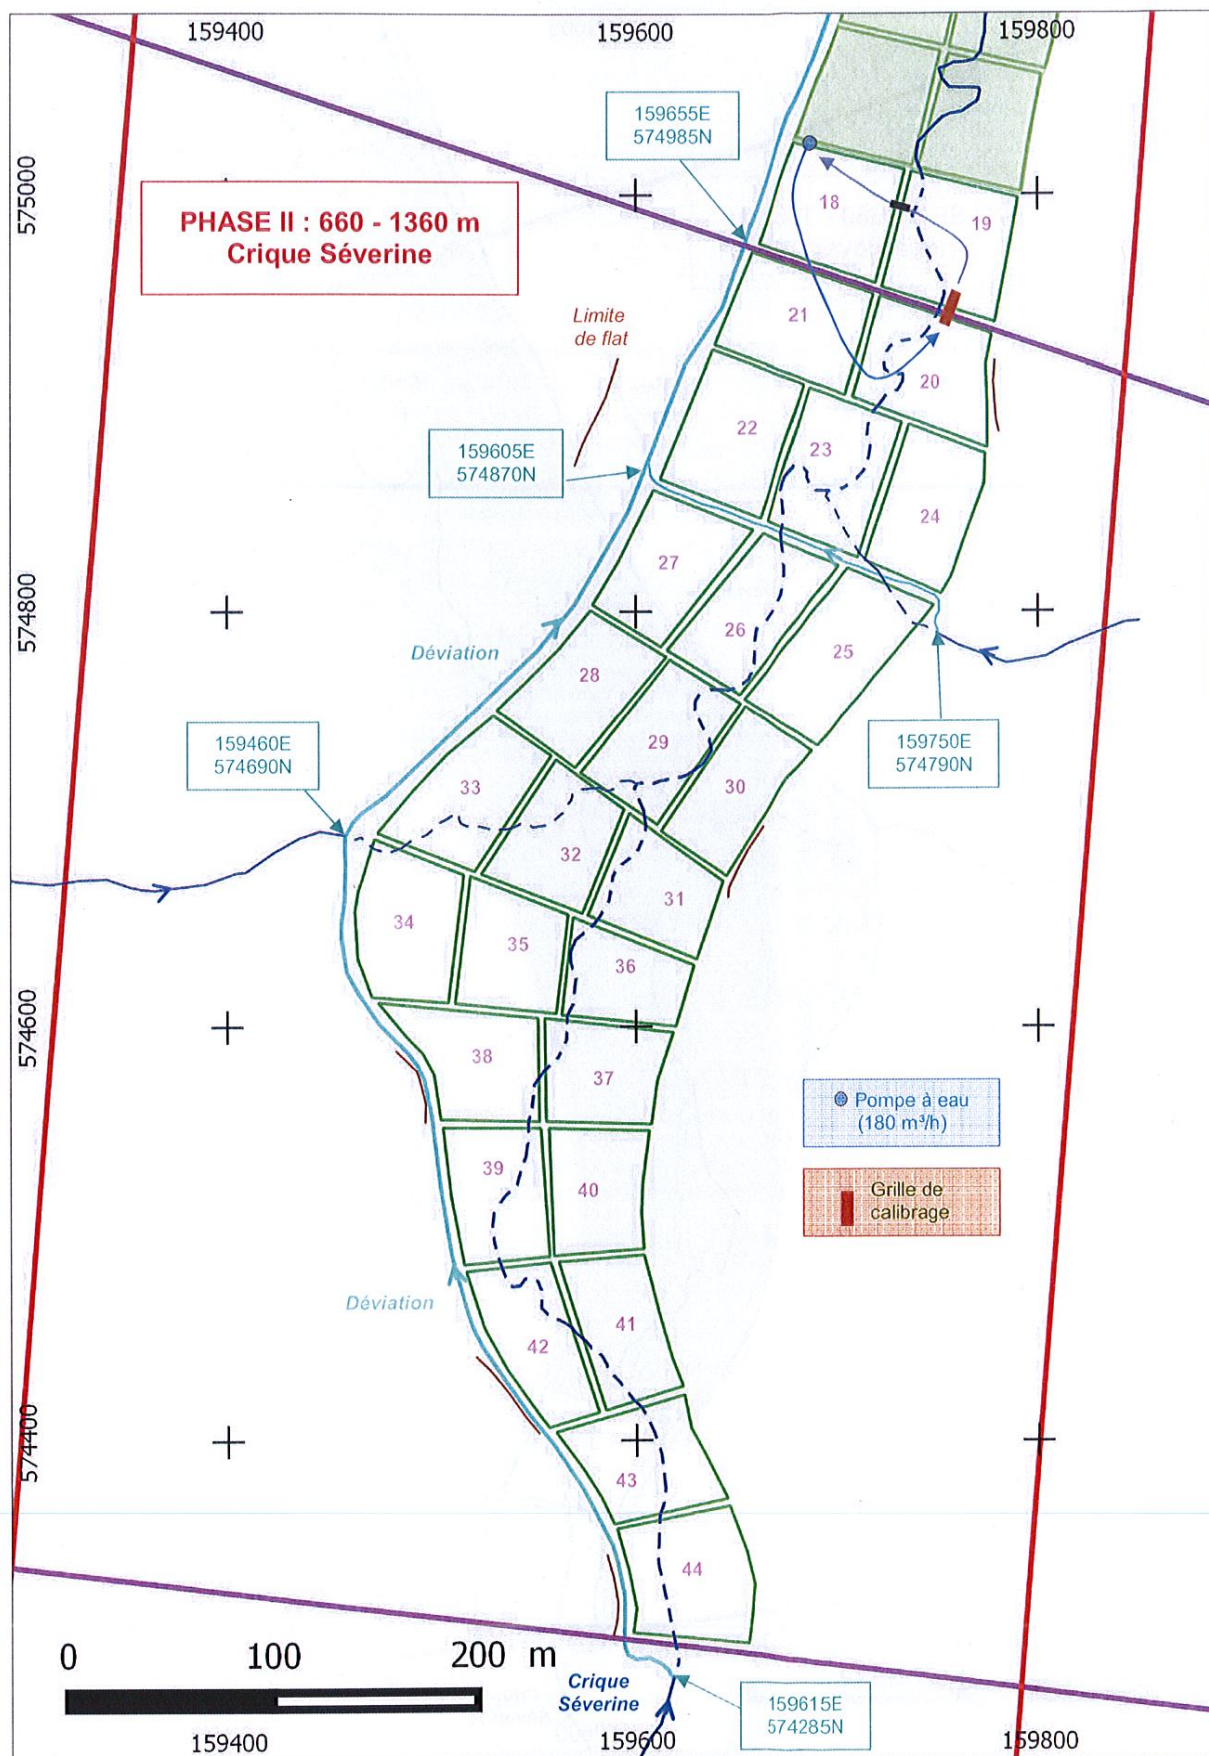 159400
159600
159800
159655E
574985N
575000
PHASE II : 660 - 1360 m
Crique Séverine
18
19
Limite
de flat
21
20
22
23
159605E
574870N
24
27
574800
26
25
Déviation
28
29
159460E
574690N
159750E
574790N
33
30
32
31
34
35
36
574600
38
37
Pompe à eau
(180 m³/h)
39
40
Grille de
calibrage
Déviation
41
42
574400
43
44
0 100 200 m
Crique
Séverine
159615E
574285N
159400
159600
159800